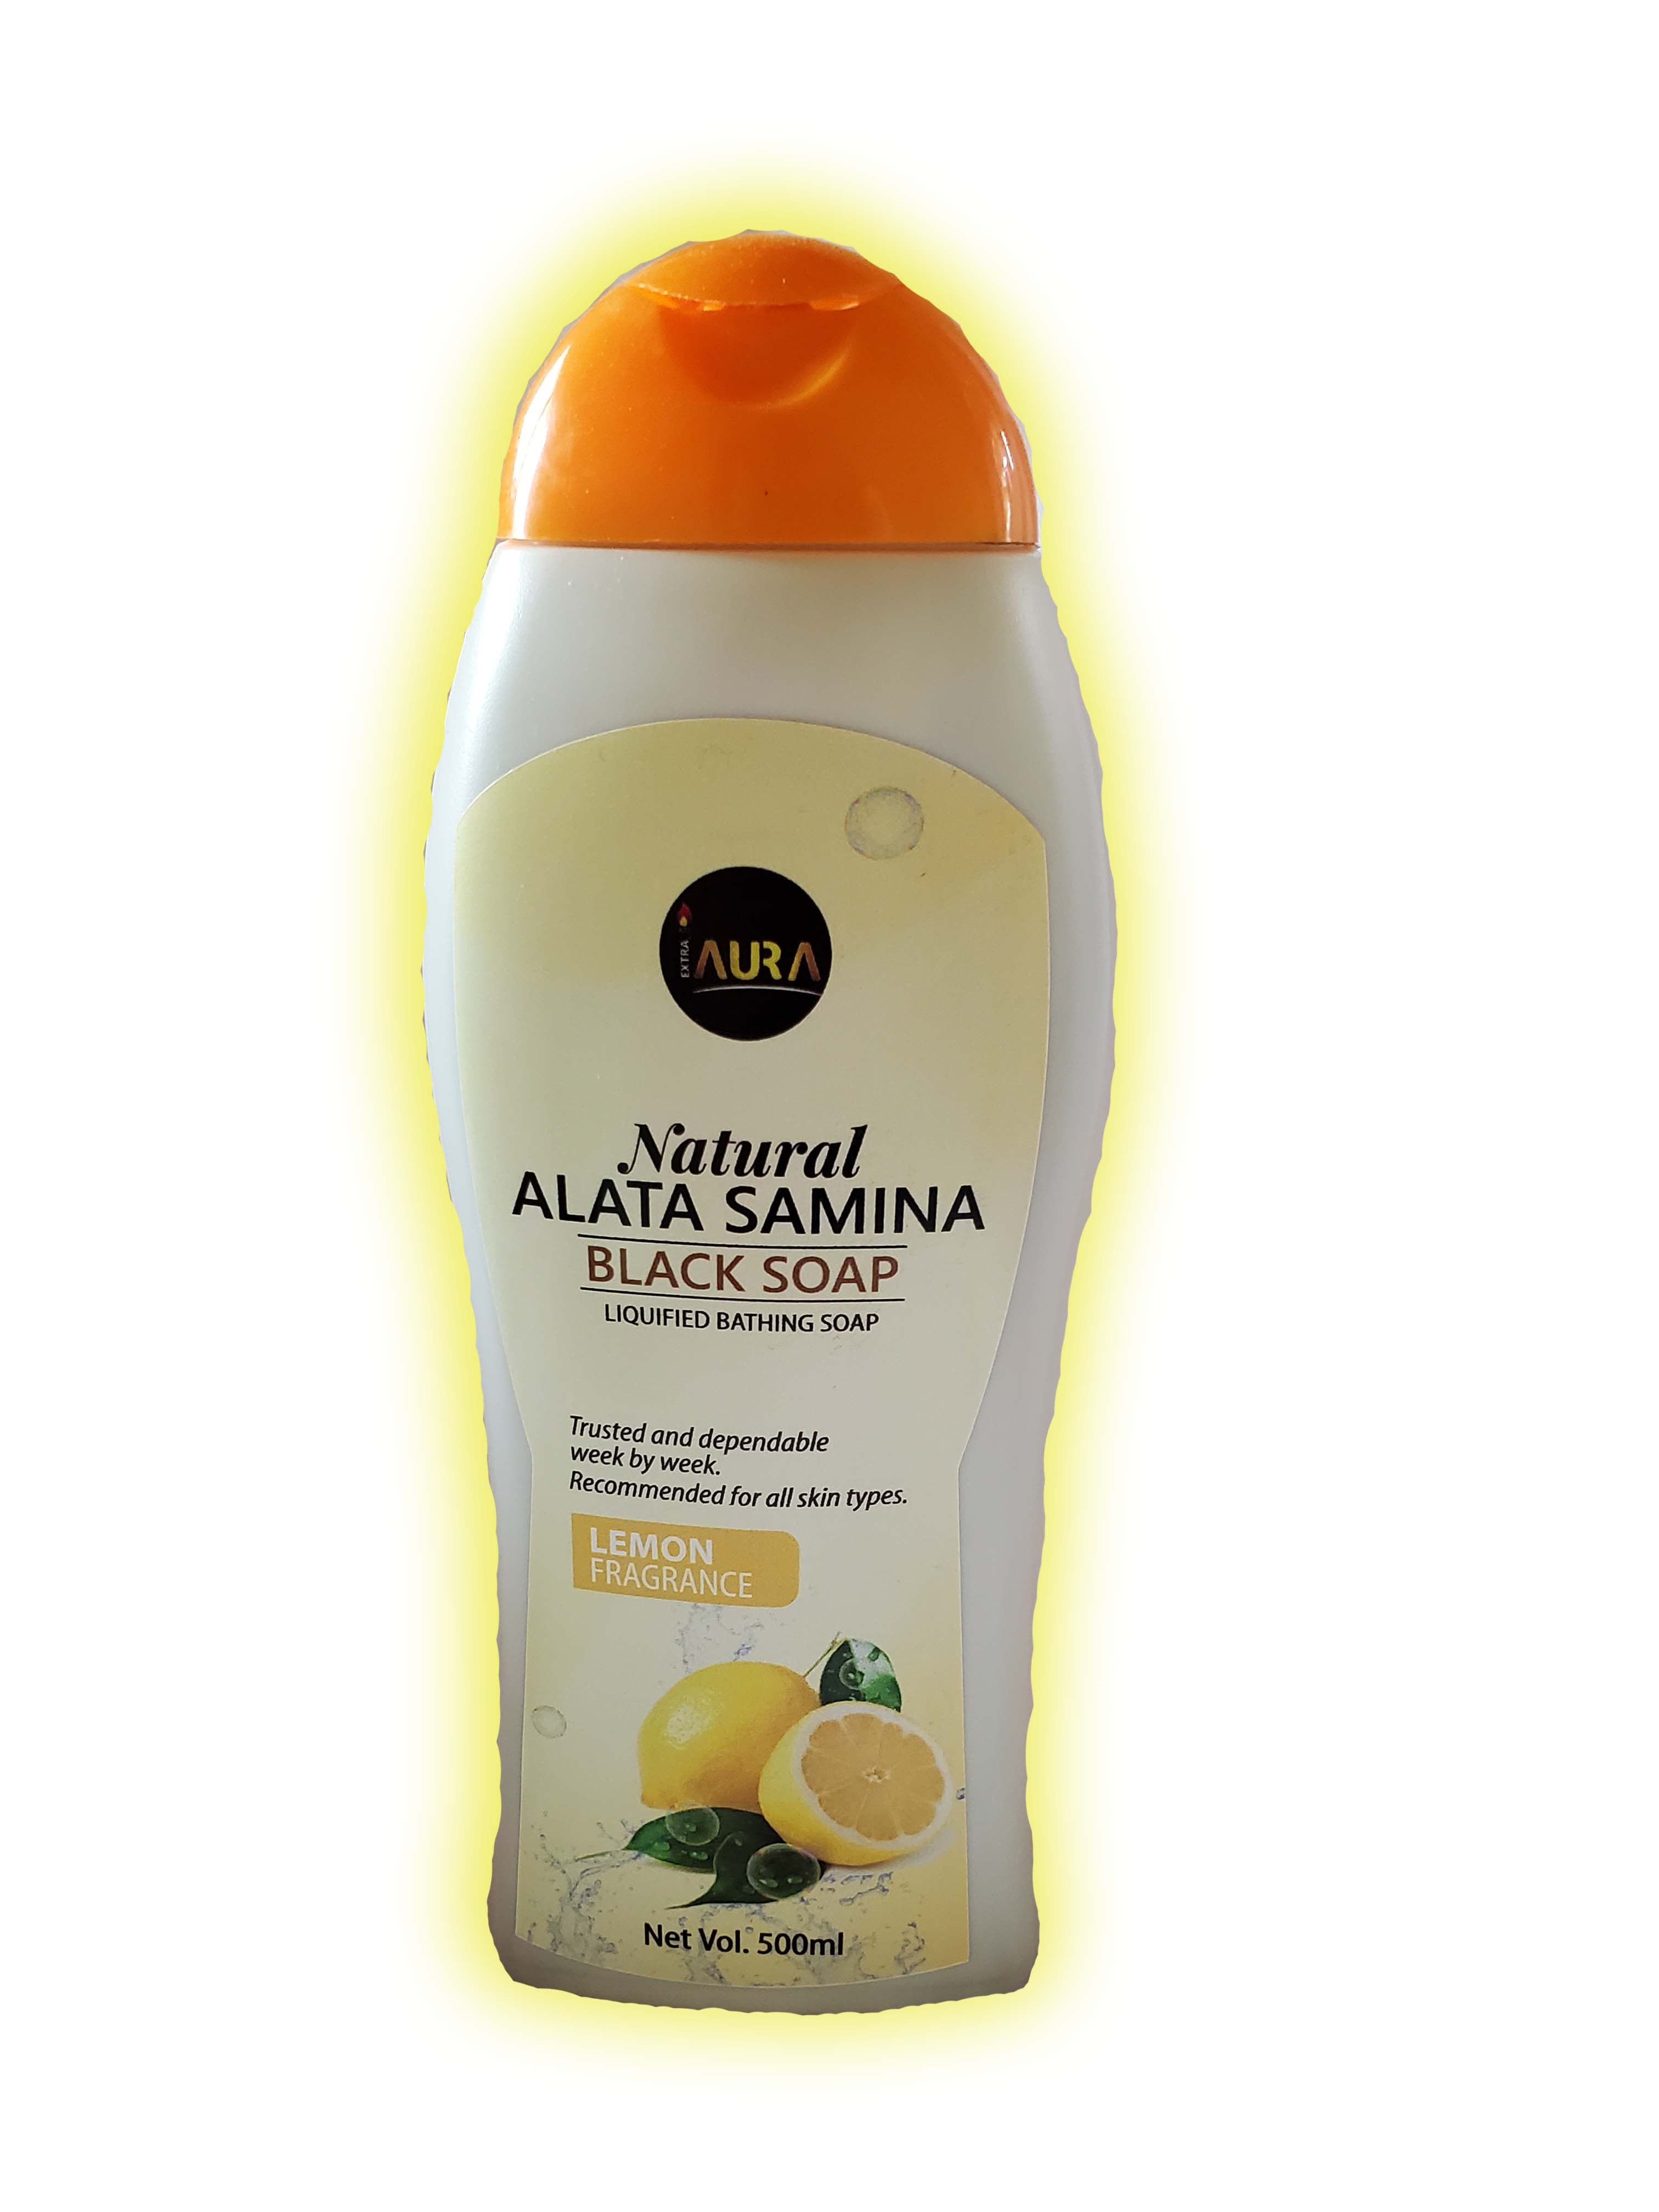 EXTRA
AURA
Natural
ALATA SAMINA
BLACK SOAP
LIQUIFIED BATHING SOAP
Trusted and dependable
week by week.
Recommended for all skin types.
LEMON
FRAGRANCE
Net Vol. 500ml